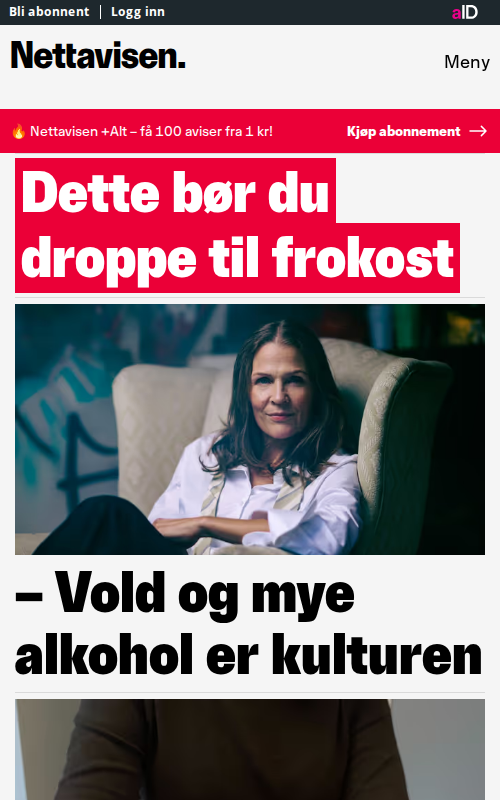 Bli abonnent | Logg inn
aID
Nettavisen.
Meny
🔥 Nettavisen +Alt – få 100 aviser fra 1 kr!
Kjøp abonnement →
Dette bør du
droppe til frokost
– Vold og mye
alkohol er kulturen